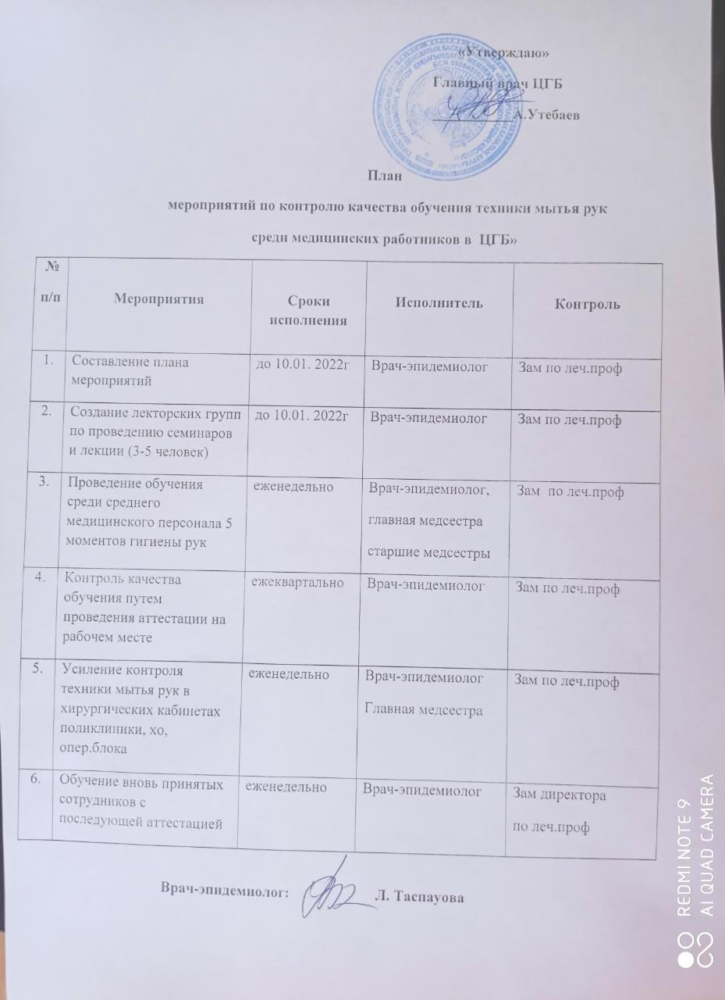 «Утверждаю»
Главный врач ЦГБ
А.Утебаев
План
мероприятий по контролю качества обучения техники мытья рук
среди медицинских работников в ЦГБ»
№
п/п
Мероприятия
Сроки
исполнения
Исполнитель
Контроль
1.
Составление плана
мероприятий
до 10.01. 2022г
Врач-эпидемиолог
Зам по леч.проф
2.
Создание лекторских групп
по проведению семинаров
и лекции (3-5 человек)
до 10.01. 2022г
Врач-эпидемиолог
Зам по леч.проф
3.
Проведение обучения
среди среднего
медицинского персонала 5
моментов гигиены рук
еженедельно
Врач-эпидемиолог,
главная медсестра
старшие медсестры
Зам по леч.проф
4.
Контроль качества
обучения путем
проведения аттестации на
рабочем месте
ежеквартально
Врач-эпидемиолог
Зам по леч.проф
5.
Усиление контроля
техники мытья рук в
хирургических кабинетах
поликлиники, хо,
опер.блока
еженедельно
Врач-эпидемиолог
Главная медсестра
Зам по леч.проф
6.
Обучение вновь принятых
сотрудников с
последующей аттестацией
еженедельно
Врач-эпидемиолог
Зам директора
по леч.проф
Врач-эпидемиолог:
Л. Таспауова
REDMI NOTE 9
AI QUAD CAMERA